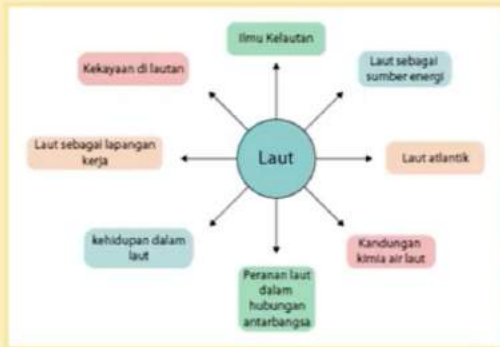 Ilmu Kelautan
Kekayaan di lautan
Laut sebagai
sumber energi
Laut sebagai lapangan
kerja
Laut
Laut atlantik
kehidupan dalam
laut
Kandungan
kimia air laut
Peranan laut
dalam
hubungan
antarbangsa